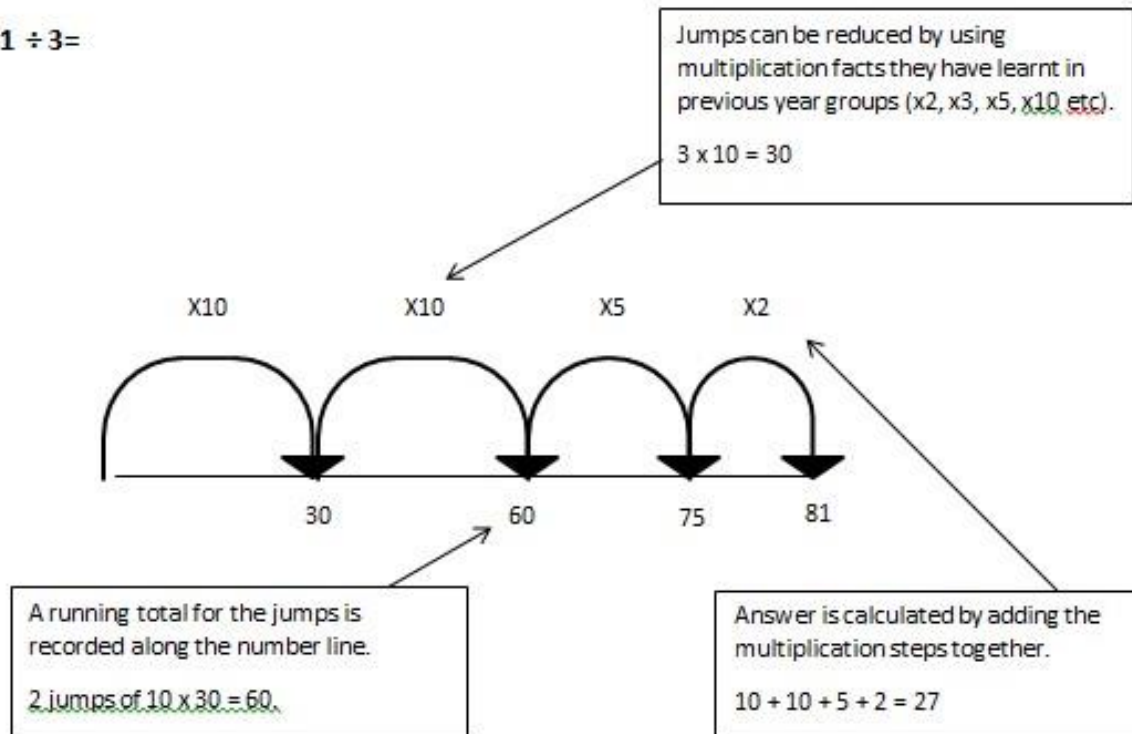 1 ÷ 3=
Jumps can be reduced by using
multiplication facts they have learnt in
previous year groups (x2, x3, x5, x10 etc).
3 x 10 = 30
X10 X10 X5 X2
30 60 75 81
A running total for the jumps is
recorded along the number line.
2 jumps of 10 x 30 = 60.
Answer is calculated by adding the
multiplication steps together.
10 + 10 + 5 + 2 = 27